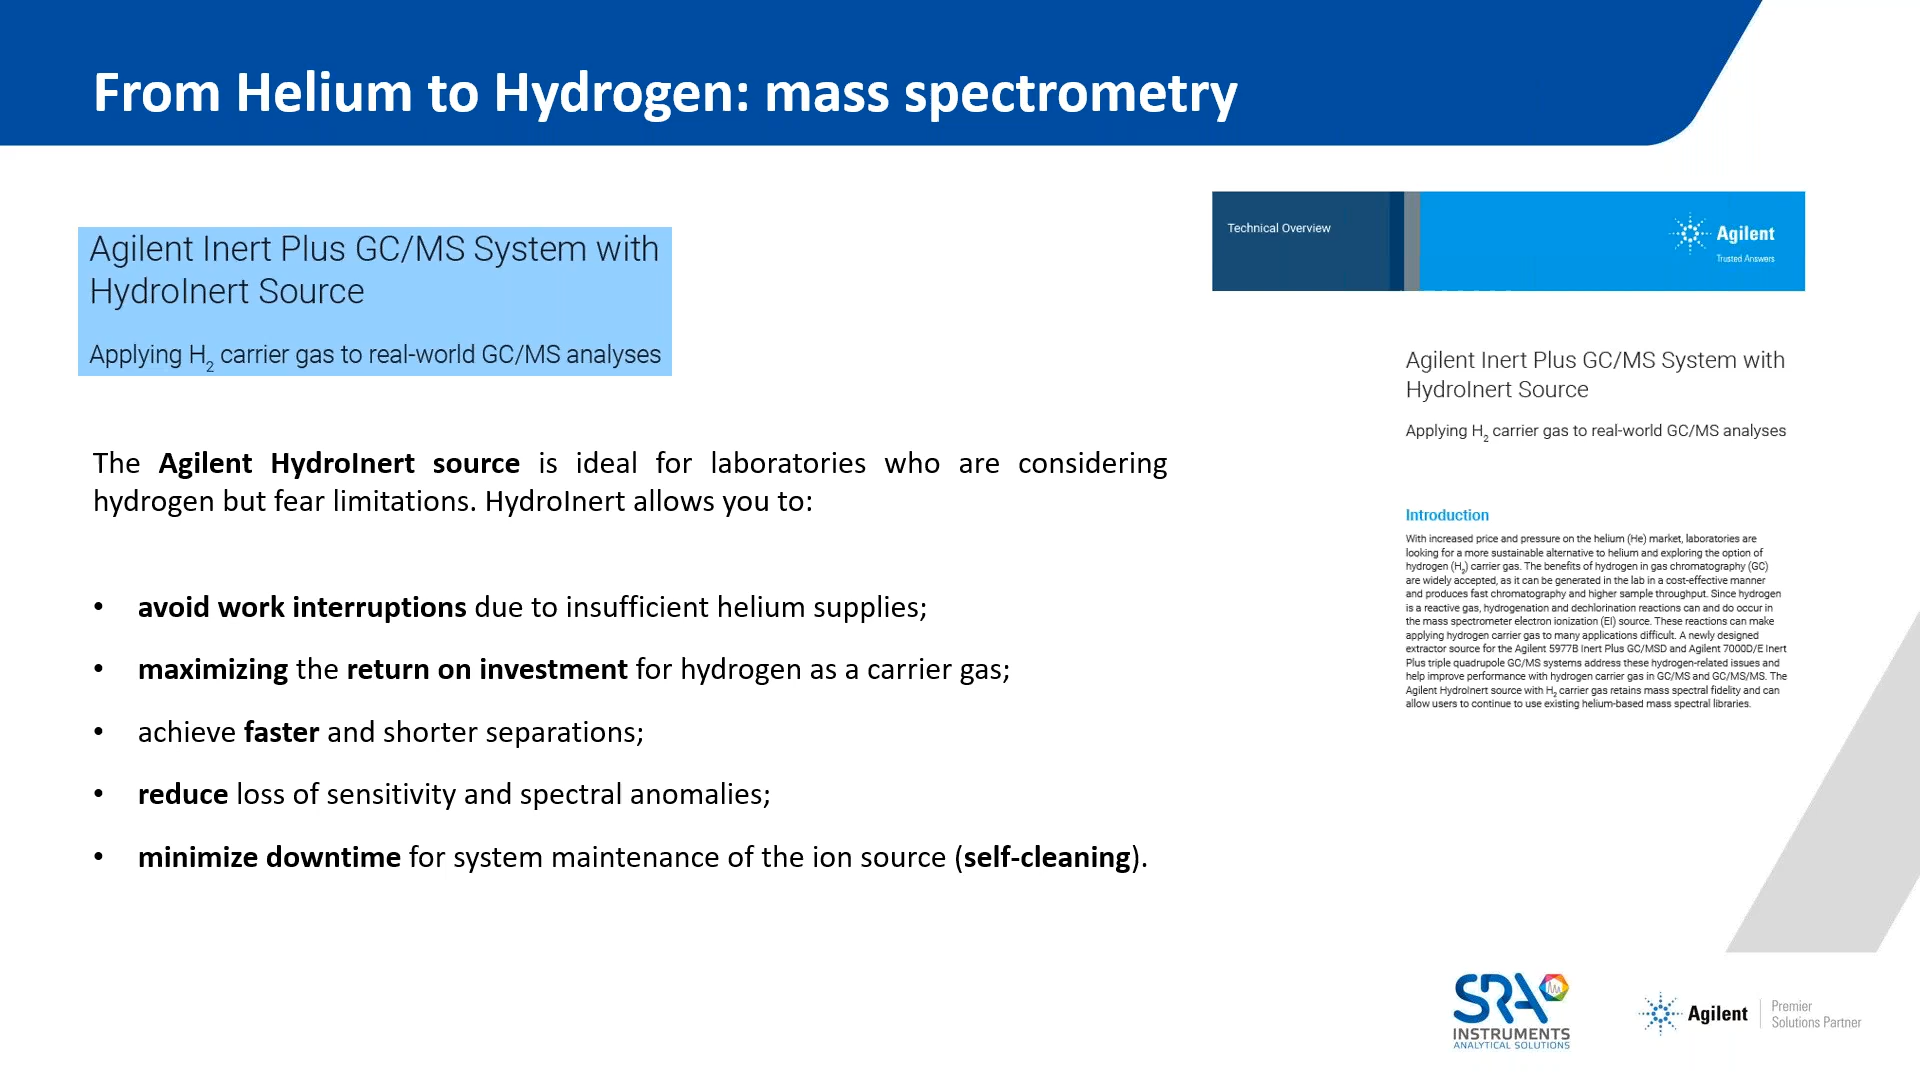 From Helium to Hydrogen: mass spectrometry
Agilent Inert Plus GC/MS System with
HydroInert Source
Applying H2 carrier gas to real-world GC/MS analyses
The Agilent HydroInert source is ideal for laboratories who are considering
hydrogen but fear limitations. HydroInert allows you to:
• avoid work interruptions due to insufficient helium supplies;
• maximizing the return on investment for hydrogen as a carrier gas;
• achieve faster and shorter separations;
• reduce loss of sensitivity and spectral anomalies;
• minimize downtime for system maintenance of the ion source (self-cleaning).
Technical Overview
Agilent
Trusted Answers
Agilent Inert Plus GC/MS System with
HydroInert Source
Applying H2 carrier gas to real-world GC/MS analyses
Introduction
With increased price and pressure on the helium (He) market, laboratories are
looking for a more sustainable alternative to helium and exploring the option of
hydrogen (H2) carrier gas. The benefits of hydrogen in gas chromatography (GC)
are widely accepted, as it can be generated in the lab in a cost-effective manner
and produces fast chromatography and higher sample throughput. Since hydrogen
is a reactive gas, hydrogenation and dechlorination reactions can and do occur in
the mass spectrometer electron ionization (EI) source. These reactions can make
applying hydrogen carrier gas to many applications difficult. A newly designed
extractor source for the Agilent 5977B Inert Plus GC/MSD and Agilent 7000D/E Inert
Plus triple quadrupole GC/MS systems address these hydrogen-related issues and
help improve performance with hydrogen carrier gas in GC/MS and GC/MS/MS. The
Agilent HydroInert source with H2 carrier gas retains mass spectral fidelity and can
allow users to continue to use existing helium-based mass spectral libraries.
SRA
INSTRUMENTS
ANALYTICAL SOLUTIONS
Agilent
Premier
Solutions Partner